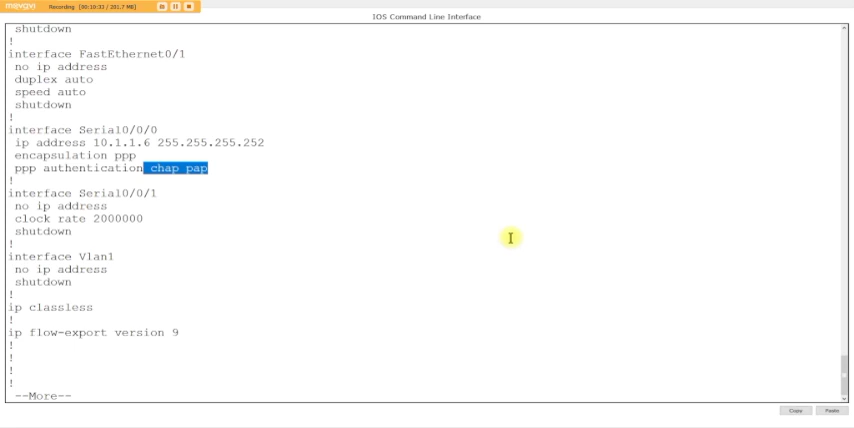 movavi Recording [00:19:33 / 201.7 MB]
IOS Command Line Interface
shutdown
!
interface FastEthernet0/1
no ip address
duplex auto
speed auto
shutdown
!
interface Serial0/0/0
ip address 10.1.1.6 255.255.255.252
encapsulation ppp
ppp authentication chap pap
!
interface Serial0/0/1
no ip address
clock rate 2000000
shutdown
!
interface Vlan1
no ip address
shutdown
!
ip classless
!
ip flow-export version 9
!
!
!
!
--More--
Copy Paste